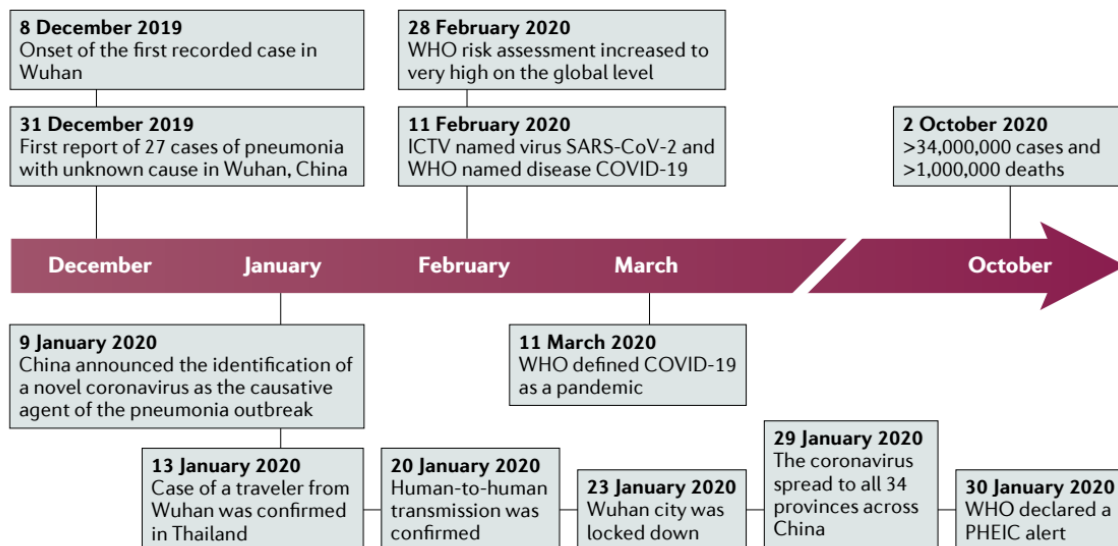 8 December 2019
Onset of the first recorded case in
Wuhan
28 February 2020
WHO risk assessment increased to
very high on the global level
31 December 2019
First report of 27 cases of pneumonia
with unknown cause in Wuhan, China
11 February 2020
ICTV named virus SARS-CoV-2 and
WHO named disease COVID-19
2 October 2020
>34,000,000 cases and
>1,000,000 deaths
December
January
February
March
October
9 January 2020
China announced the identification of
a novel coronavirus as the causative
agent of the pneumonia outbreak
11 March 2020
WHO defined COVID-19
as a pandemic
13 January 2020
Case of a traveler from
Wuhan was confirmed
in Thailand
20 January 2020
Human-to-human
transmission was
confirmed
23 January 2020
Wuhan city was
locked down
29 January 2020
The coronavirus
spread to all 34
provinces across
China
30 January 2020
WHO declared a
PHEIC alert